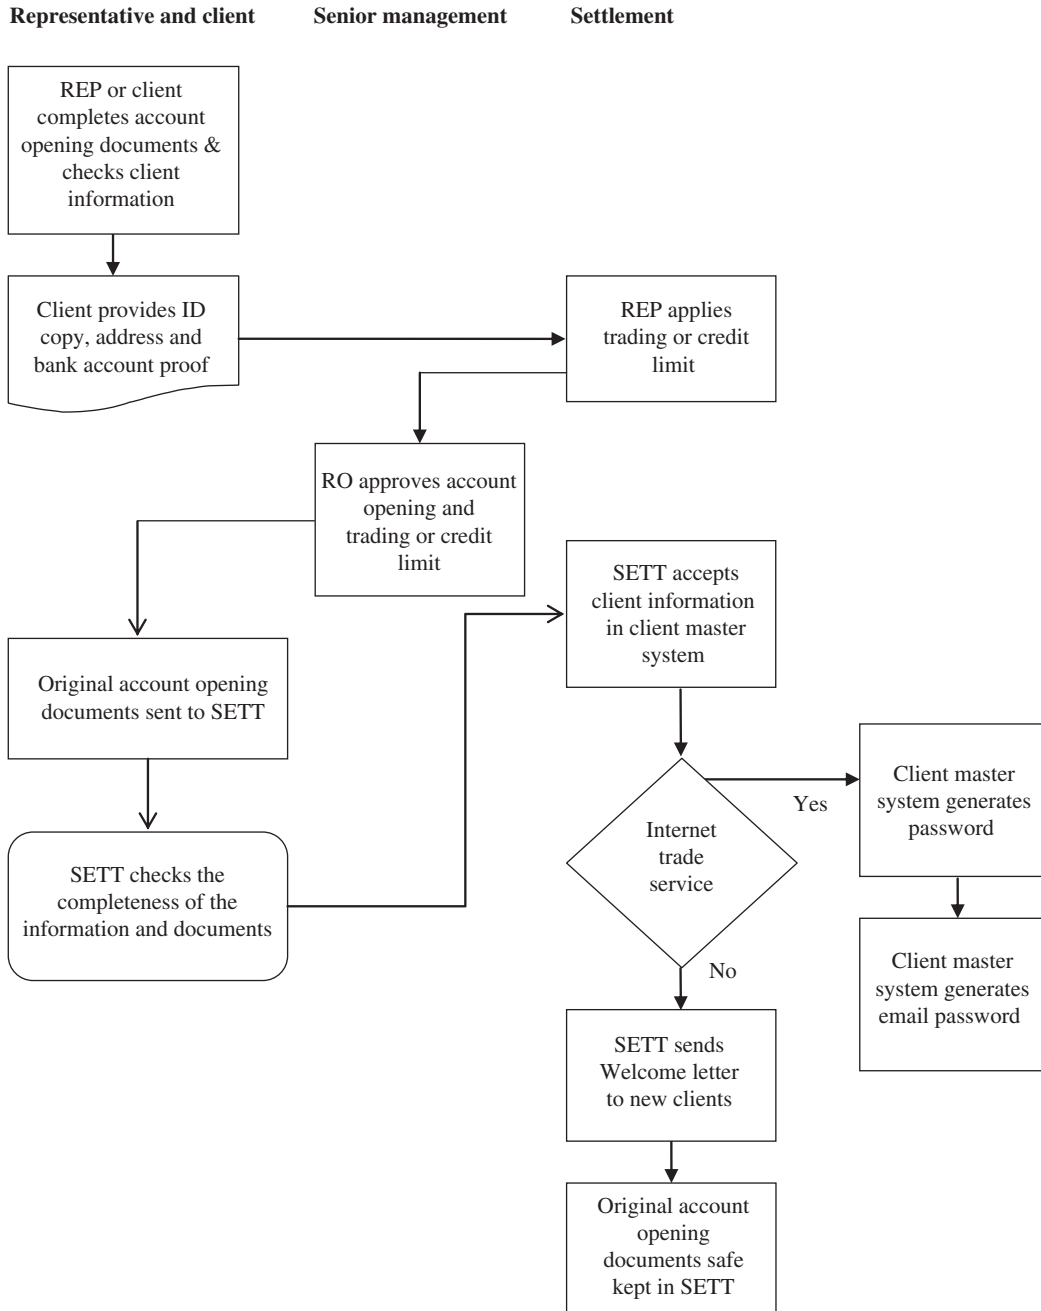 Representative and client
Senior management
Settlement
REP or client
completes account
opening documents &
checks client
information
Client provides ID
copy, address and
bank account proof
REP applies
trading or credit
limit
RO approves account
opening and
trading or credit
limit
SETT accepts
client information
in client master
system
Original account opening
documents sent to SETT
Client master
system generates
password
Yes
Internet
trade
service
SETT checks the
completeness of the
information and documents
No
Client master
system generates
email password
SETT sends
Welcome letter
to new clients
Original account
opening
documents safe
kept in SETT